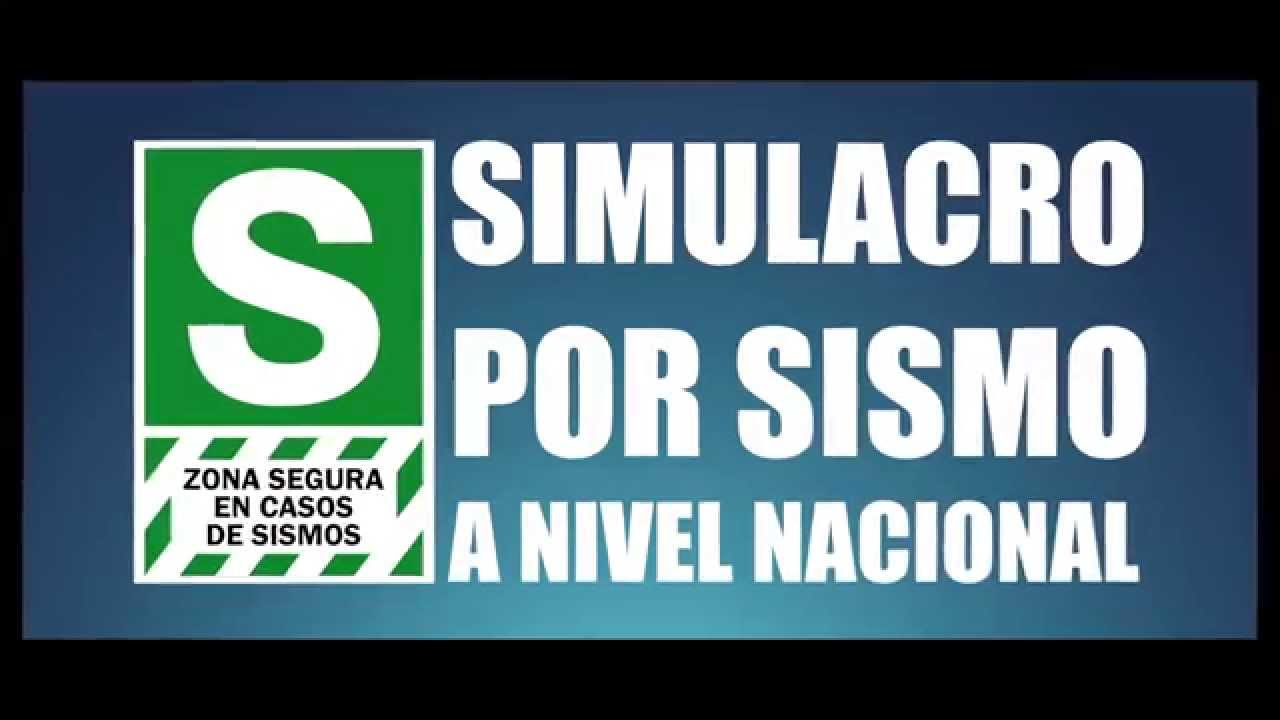 S
ZONA SEGURA
EN CASOS
DE SISMOS
SIMULACRO
POR SISMO
A NIVEL NACIONAL